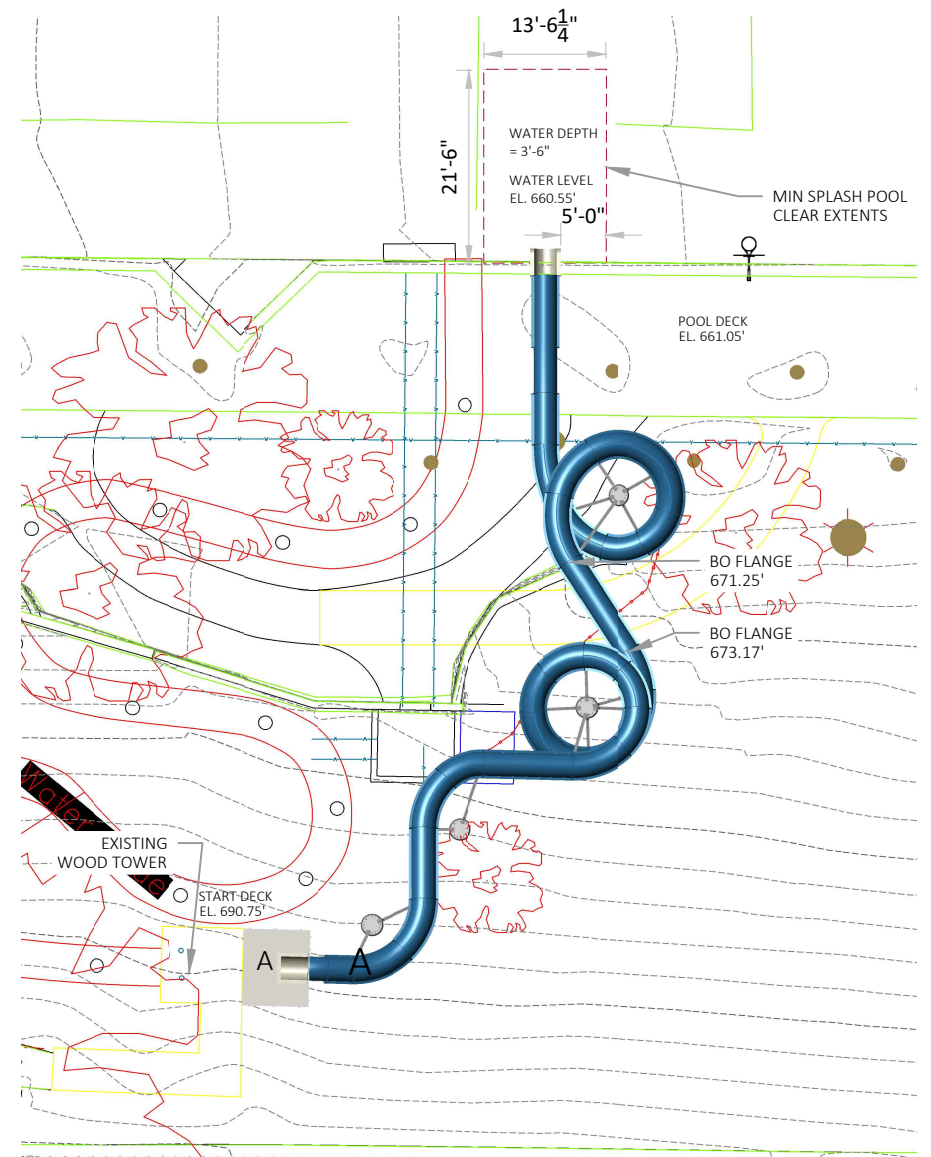 13'-6 1/4"
21'-6"
WATER DEPTH
= 3'-6"
WATER LEVEL
EL. 660.55'
5'-0"
MIN SPLASH POOL
CLEAR EXTENTS
POOL DECK
EL. 661.05'
BO FLANGE
671.25'
BO FLANGE
673.17'
Water
EXISTING
WOOD TOWER
START DECK
EL. 690.75'
A
A